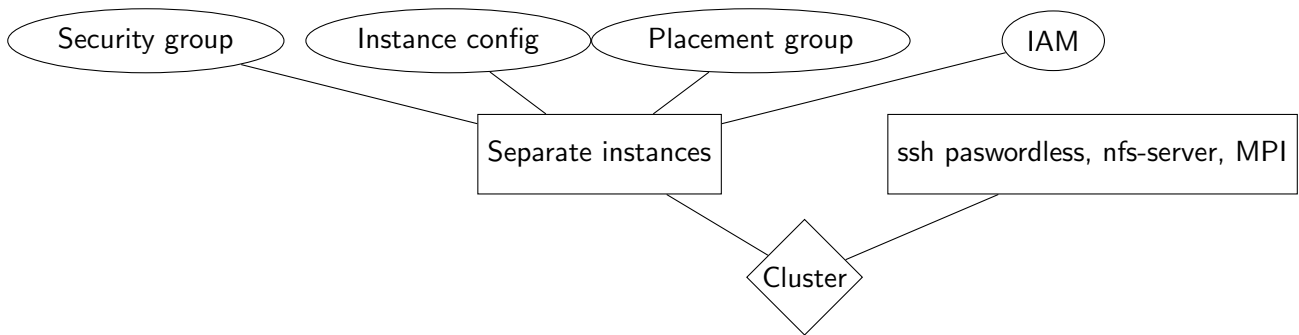 Security group
Instance config
Placement group
IAM
Separate instances
ssh paswordless, nfs-server, MPI
Cluster